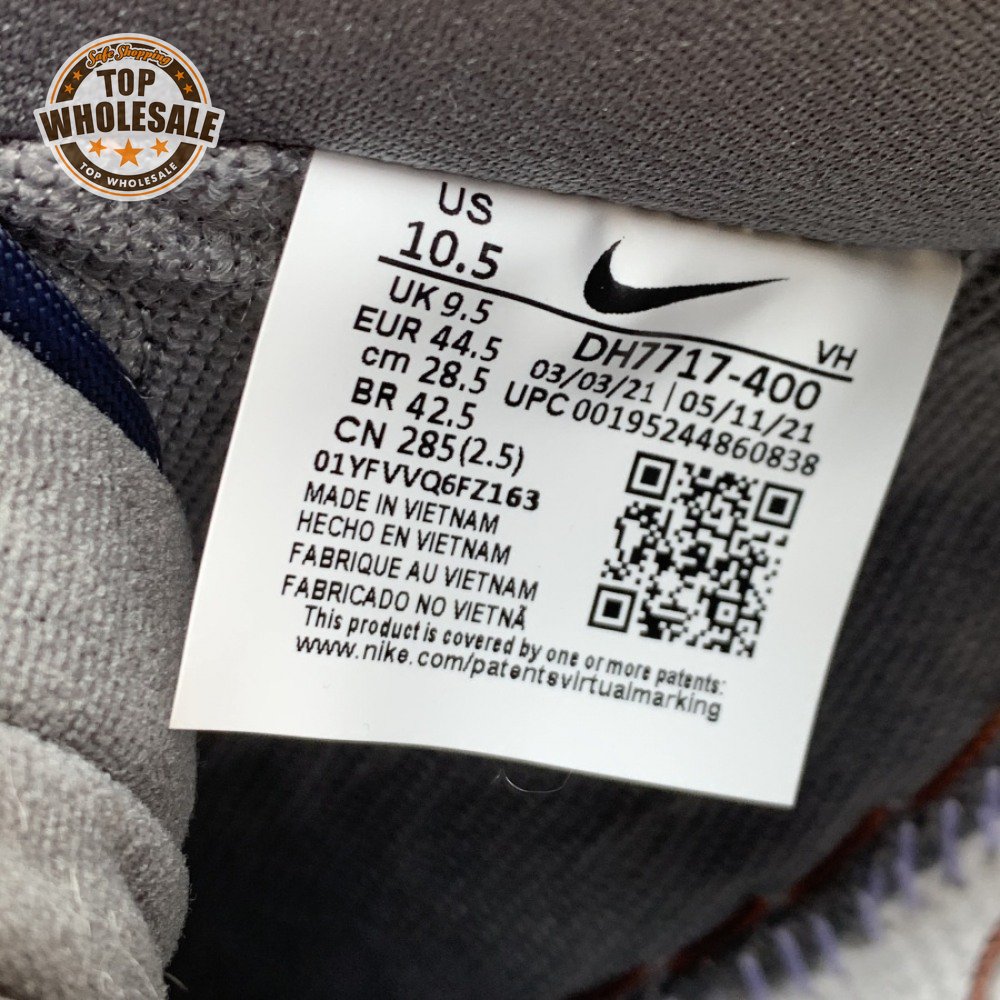 Safe Shopping
TOP
WHOLESALE
TOP WHOLESALE
US
10.5
UK 9.5
EUR 44.5
cm 28.5
BR 42.5
CN 285(2.5)
VH
DH7717-400
03/03/21 | 05/11/21
UPC 00195244860838
01YFVVQ6FZ163
MADE IN VIETNAM
HECHO EN VIETNAM
FABRIQUE AU VIETNAM
FABRICADO NO VIETNÃ
This product is covered by one or more patents:
www.nike.com/patentsvirtualmarking